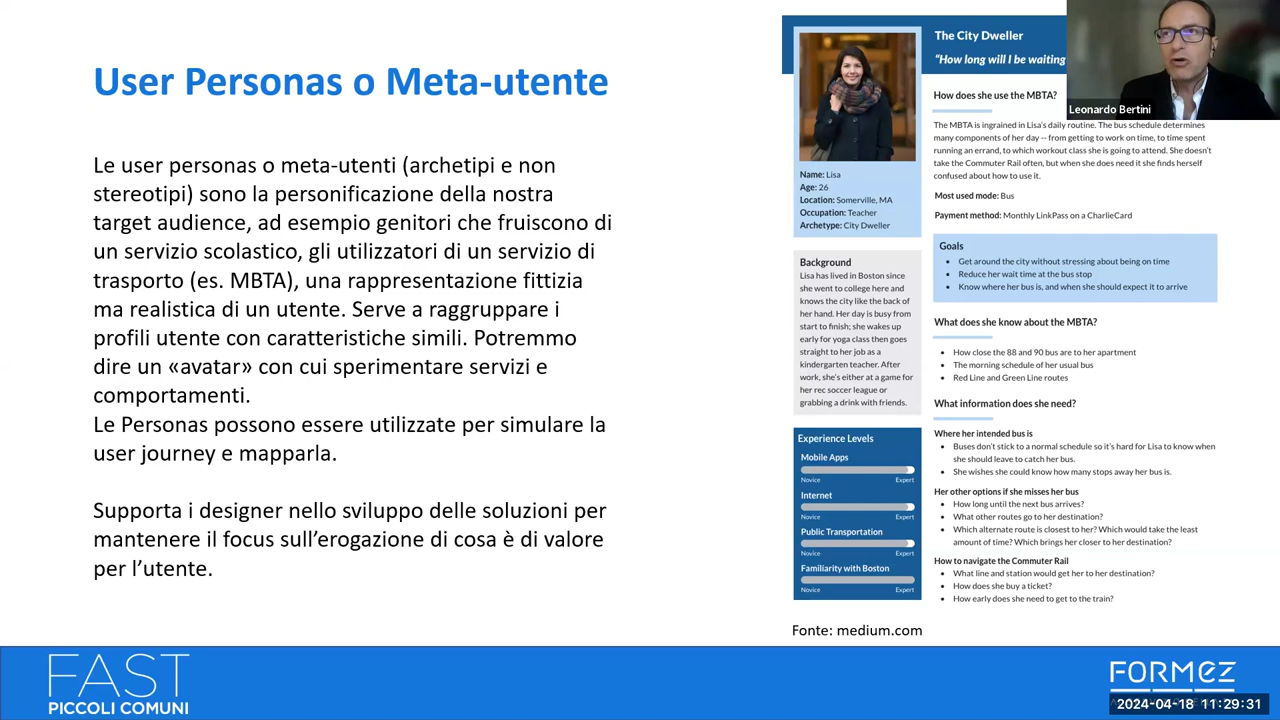 User Personas o Meta-utente
Le user personas o meta-utenti (archetipi e non
stereotipi) sono la personificazione della nostra
target audience, ad esempio genitori che fruiscono di
un servizio scolastico, gli utilizzatori di un servizio di
trasporto (es. MBTA), una rappresentazione fittizia
ma realistica di un utente. Serve a raggruppare i
profili utente con caratteristiche simili. Potremmo
dire un «avatar» con cui sperimentare servizi e
comportamenti.
Le Personas possono essere utilizzate per simulare la
user journey e mapparla.
Supporta i designer nello sviluppo delle soluzioni per
mantenere il focus sull'erogazione di cosa è di valore
per l'utente.
Name: Lisa
Age: 26
Location: Somerville, MA
Occupation: Teacher
Archetype: City Dweller
Background
Lisa has lived in Boston since
she went to college here and
knows the city like the back of
her hand. Her day is busy from
start to finish; she wakes up
early for yoga class then goes
straight to her job as a
kindergarten teacher. After
work, she's either at a game for
her rec soccer league or
grabbing a drink with friends.
Experience Levels
Mobile Apps
Novice Expert
Internet
Novice Expert
Public Transportation
Novice Expert
Familiarity with Boston
Novice Expert
The City Dweller
"How long will I be waiting
Leonardo Bertini
How does she use the MBTA?
The MBTA is ingrained in Lisa's daily routine. The bus schedule determines
many components of her day -- from getting to work on time, to time spent
running an errand, to which workout class she is going to attend. She doesn't
take the Commuter Rail often, but when she does need it she finds herself
confused about how to use it.
Most used mode: Bus
Payment method: Monthly LinkPass on a CharlieCard
Goals
• Get around the city without stressing about being on time
• Reduce her wait time at the bus stop
• Know where her bus is, and when she should expect it to arrive
What does she know about the MBTA?
• How close the 88 and 90 bus are to her apartment
• The morning schedule of her usual bus
• Red Line and Green Line routes
What information does she need?
Where her intended bus is
• Buses don't stick to a normal schedule so it's hard for Lisa to know when
she should leave to catch her bus.
• She wishes she could know how many stops away her bus is.
Her other options if she misses her bus
• How long until the next bus arrives?
• What other routes go to her destination?
• Which alternate route is closest to her? Which would take the least
amount of time? Which brings her closer to her destination?
How to navigate the Commuter Rail
• What line and station would get her to her destination?
• How does she buy a ticket?
• How early does she need to get to the train?
Fonte: medium.com
FAST
PICCOLI COMUNI
FORMEZ
2024-04-18 11:29:31